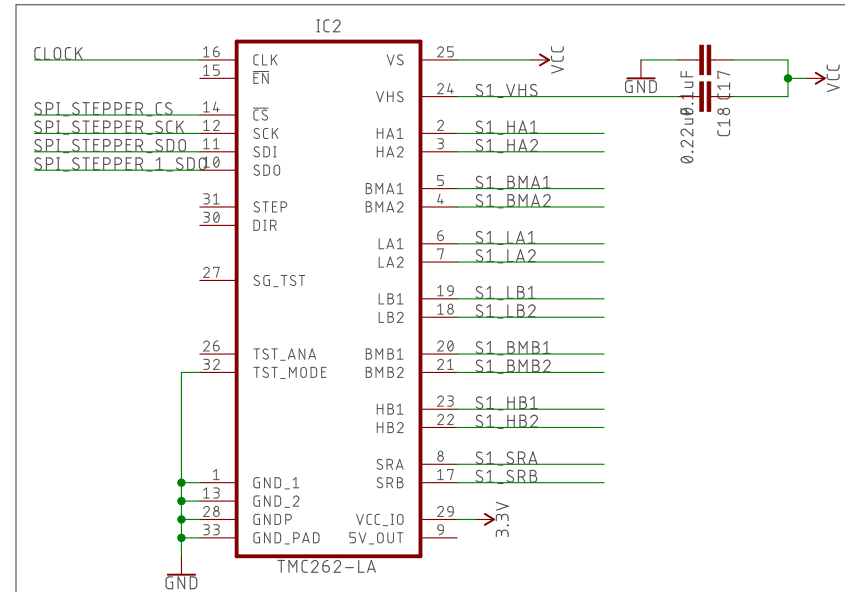 IC2
CLOCK 16 CLK VS 25 VCC
15 EN
VHS 24 S1_VHS GND 0.1uF C17 VCC
0.22uF C18
SPI_STEPPER_CS 14 CS
SPI_STEPPER_SCK 12 SCK HA1 2 S1_HA1
SPI_STEPPER_SDO 11 SDI HA2 3 S1_HA2
SPI_STEPPER_1_SDO 10 SDO
BMA1 5 S1_BMA1
31 STEP BMA2 4 S1_BMA2
30 DIR
LA1 6 S1_LA1
LA2 7 S1_LA2
27 SG_TST
LB1 19 S1_LB1
LB2 18 S1_LB2
26 TST_ANA BMB1 20 S1_BMB1
32 TST_MODE BMB2 21 S1_BMB2
HB1 23 S1_HB1
HB2 22 S1_HB2
SRA 8 S1_SRA
1 GND_1 SRB 17 S1_SRB
13 GND_2
28 GNDP VCC_IO 29 3.3V
33 GND_PAD 5V_OUT 9
TMC262-LA
GND